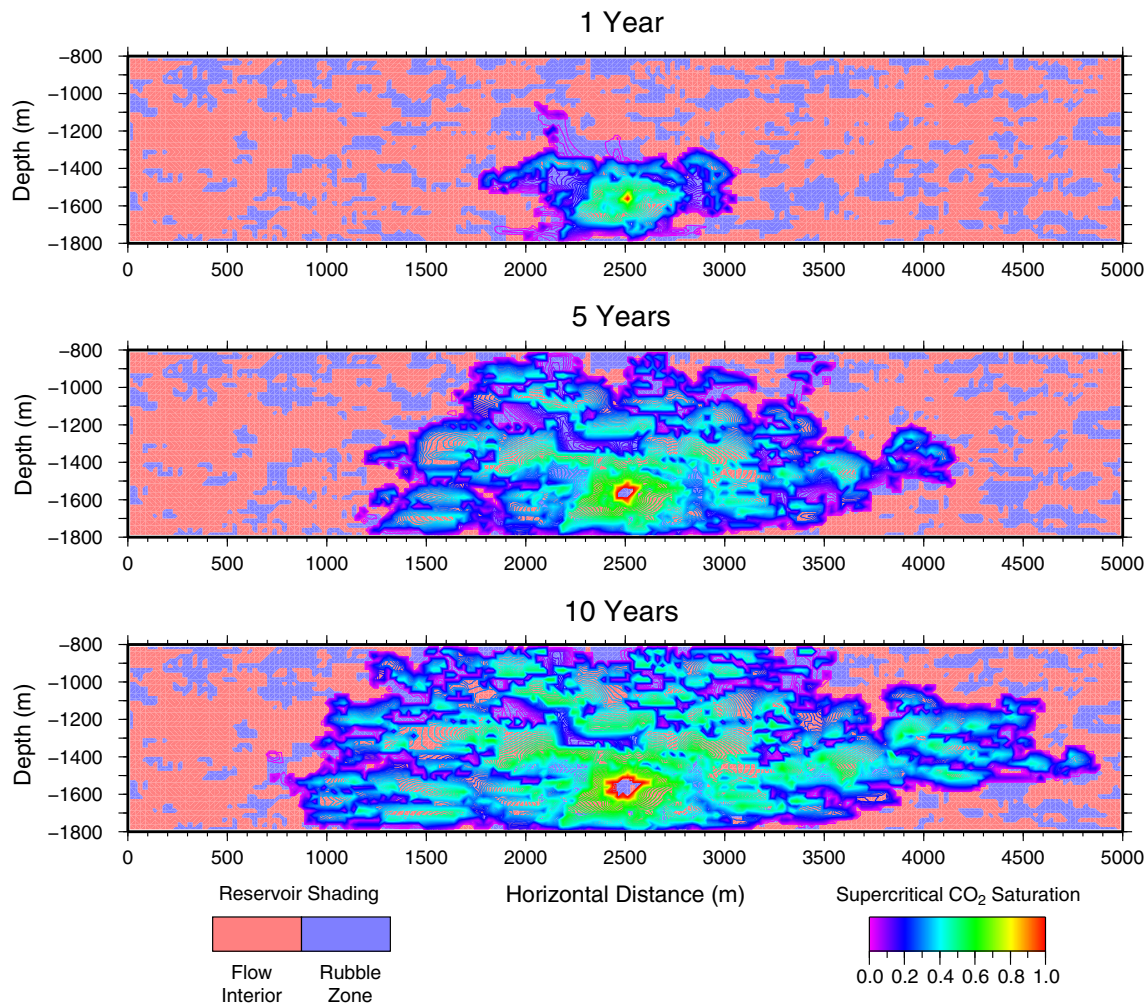 1 Year
−800
−1000
−1200
−1400
−1600
−1800
Depth (m)
0 500 1000 1500 2000 2500 3000 3500 4000 4500 5000
5 Years
−800
−1000
−1200
−1400
−1600
−1800
Depth (m)
0 500 1000 1500 2000 2500 3000 3500 4000 4500 5000
10 Years
−800
−1000
−1200
−1400
−1600
−1800
Depth (m)
0 500 1000 1500 2000 2500 3000 3500 4000 4500 5000
Horizontal Distance (m)
Reservoir Shading
Flow
Interior
Rubble
Zone
Supercritical CO₂ Saturation
0.0 0.2 0.4 0.6 0.8 1.0